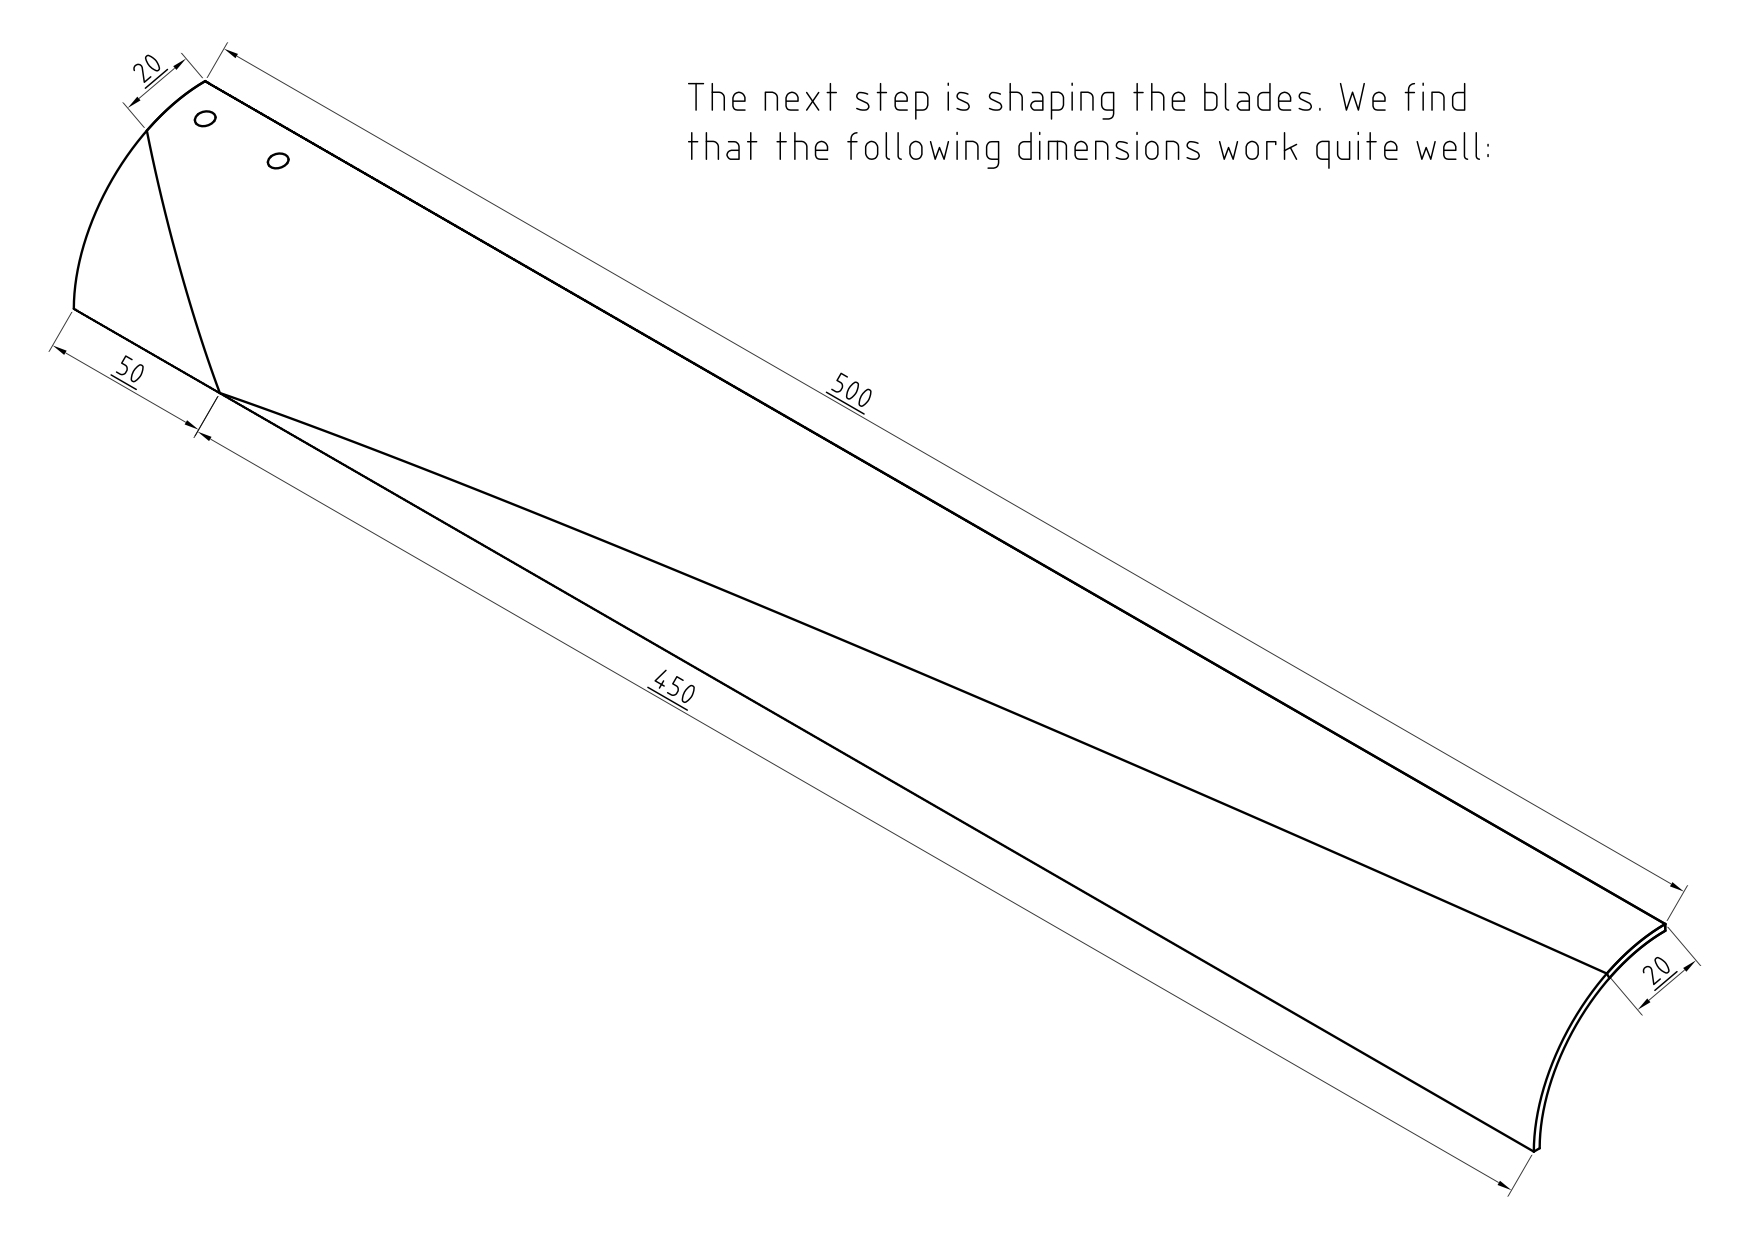 20
The next step is shaping the blades. We find
that the following dimensions work quite well:
50
500
450
20